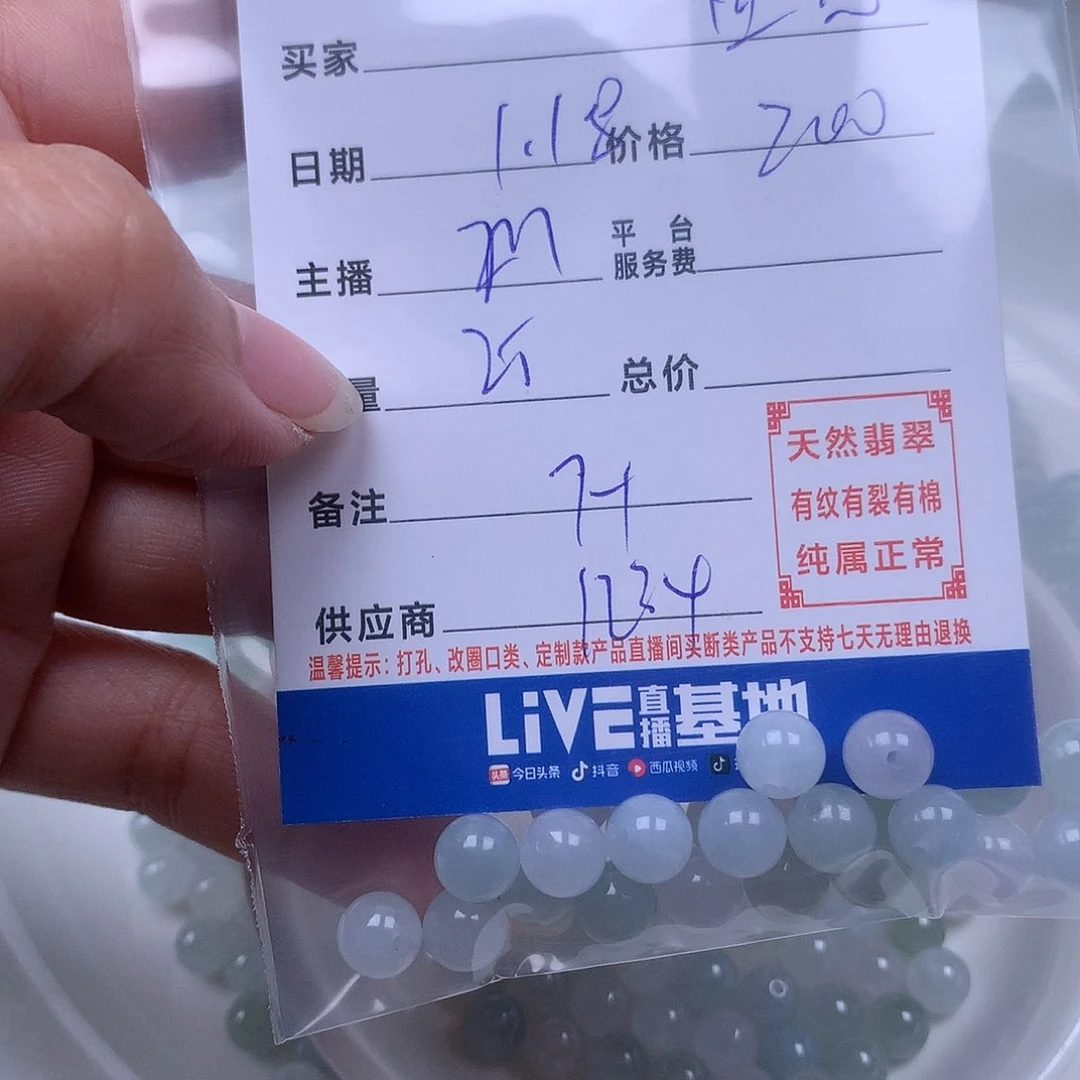 买家
日期 1.18 价格 2100
主播
平台
服务费
量 25 总价
备注 7+
供应商 1234
天然翡翠
有纹有裂有棉
纯属正常
温馨提示：打孔、改圈口类、定制款产品直播间买断类产品不支持七天无理由退换
LiVE直播基地
头条 今日头条 抖音 西瓜视频